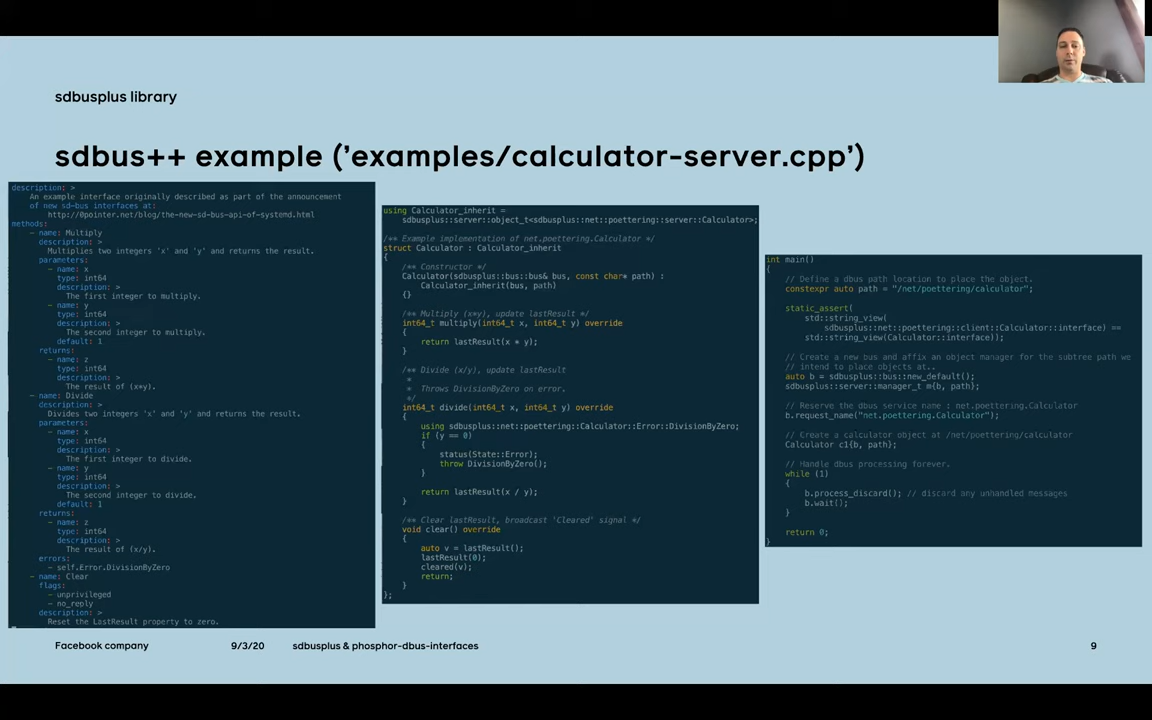 sdbusplus library
sdbus++ example ('examples/calculator-server.cpp')
description: >
An example interface originally described as part of the announcement
of new sd-bus interfaces at:
http://0pointer.net/blog/the-new-sd-bus-api-of-systemd.html
methods:
- name: Multiply
description: >
Multiplies two integers 'x' and 'y' and returns the result.
parameters:
- name: x
type: int64
description: >
The first integer to multiply.
- name: y
type: int64
description: >
The second integer to multiply.
default: 1
returns:
- name: z
type: int64
description: >
The result of (x*y).
- name: Divide
description: >
Divides two integers 'x' and 'y' and returns the result.
parameters:
- name: x
type: int64
description: >
The first integer to divide.
- name: y
type: int64
description: >
The second integer to divide.
default: 1
returns:
- name: z
type: int64
description: >
The result of (x/y).
errors:
- self.Error.DivisionByZero
- name: Clear
flags:
- unprivileged
- no_reply
description: >
Reset the LastResult property to zero.
using Calculator_inherit =
sdbusplus::server::object_t<sdbusplus::net::poettering::server::Calculator>;
/** Example implementation of net.poettering.Calculator */
struct Calculator : Calculator_inherit
{
/** Constructor */
Calculator(sdbusplus::bus::bus& bus, const char* path) :
Calculator_inherit(bus, path)
{}
/** Multiply (x*y), update lastResult */
int64_t multiply(int64_t x, int64_t y) override
{
return lastResult(x * y);
}
/** Divide (x/y), update lastResult
*
* Throws DivisionByZero on error.
*/
int64_t divide(int64_t x, int64_t y) override
{
using sdbusplus::net::poettering::Calculator::Error::DivisionByZero;
if (y == 0)
{
status(State::Error);
throw DivisionByZero();
}
return lastResult(x / y);
}
/** Clear lastResult, broadcast 'Cleared' signal */
void clear() override
{
auto v = lastResult();
lastResult(0);
cleared(v);
return;
}
};
int main()
{
// Define a dbus path location to place the object.
constexpr auto path = "/net/poettering/calculator";
static_assert(
std::string_view(
sdbusplus::net::poettering::client::Calculator::interface) ==
std::string_view(Calculator::interface));
// Create a new bus and affix an object manager for the subtree path we
// intend to place objects at..
auto b = sdbusplus::bus::new_default();
sdbusplus::server::manager_t m{b, path};
// Reserve the dbus service name : net.poettering.Calculator
b.request_name("net.poettering.Calculator");
// Create a calculator object at /net/poettering/calculator
Calculator c1{b, path};
// Handle dbus processing forever.
while (1)
{
b.process_discard(); // discard any unhandled messages
b.wait();
}
return 0;
}
Facebook company 9/3/20 sdbusplus & phosphor-dbus-interfaces 9